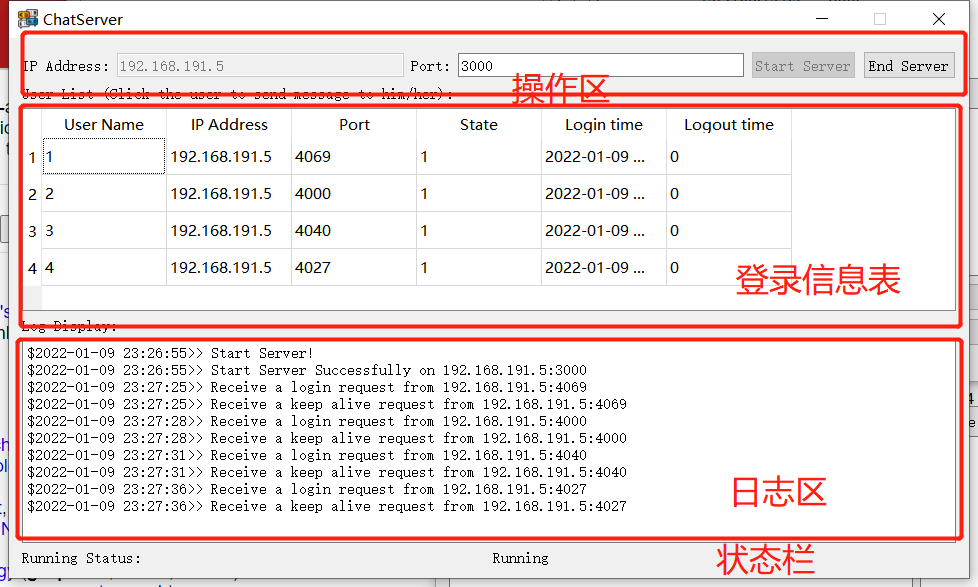 ChatServer
IP Address: 192.168.191.5 Port: 3000 Start Server End Server
操作区
User List (Click the user to send message to him/her):
User Name IP Address Port State Login time Logout time
1 1 192.168.191.5 4069 1 2022-01-09 ... 0
2 2 192.168.191.5 4000 1 2022-01-09 ... 0
3 3 192.168.191.5 4040 1 2022-01-09 ... 0
4 4 192.168.191.5 4027 1 2022-01-09 ... 0
登录信息表
Log Display:
$2022-01-09 23:26:55>> Start Server!
$2022-01-09 23:26:55>> Start Server Successfully on 192.168.191.5:3000
$2022-01-09 23:27:25>> Receive a login request from 192.168.191.5:4069
$2022-01-09 23:27:25>> Receive a keep alive request from 192.168.191.5:4069
$2022-01-09 23:27:28>> Receive a login request from 192.168.191.5:4000
$2022-01-09 23:27:28>> Receive a keep alive request from 192.168.191.5:4000
$2022-01-09 23:27:31>> Receive a login request from 192.168.191.5:4040
$2022-01-09 23:27:31>> Receive a keep alive request from 192.168.191.5:4040
$2022-01-09 23:27:36>> Receive a login request from 192.168.191.5:4027
$2022-01-09 23:27:36>> Receive a keep alive request from 192.168.191.5:4027
日志区
Running Status: Running
状态栏